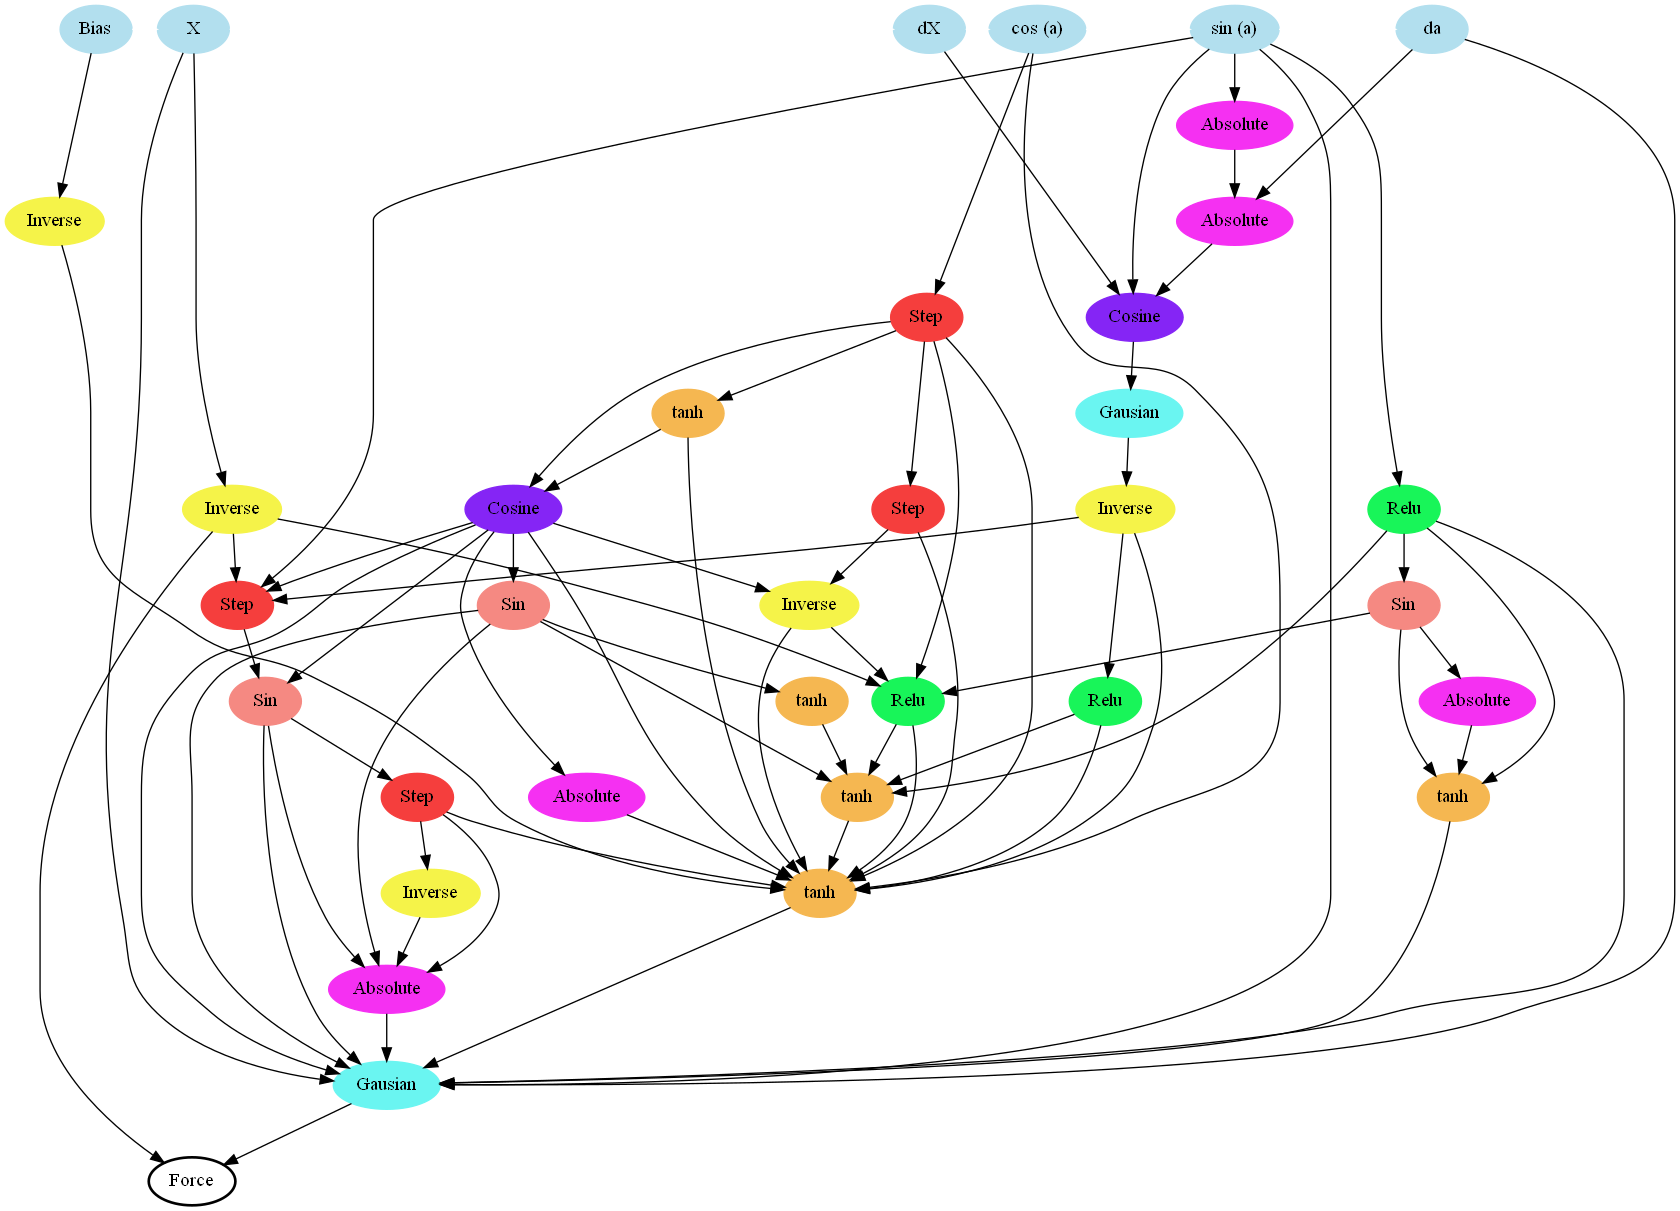 Bias
X
dX
cos (a)
sin (a)
da
Absolute
Inverse
Absolute
Step
Cosine
tanh
Gausian
Inverse
Cosine
Step
Inverse
Relu
Step
Sin
Inverse
Sin
Sin
tanh
Relu
Relu
Absolute
Step
Absolute
tanh
tanh
Inverse
tanh
Absolute
Gausian
Force